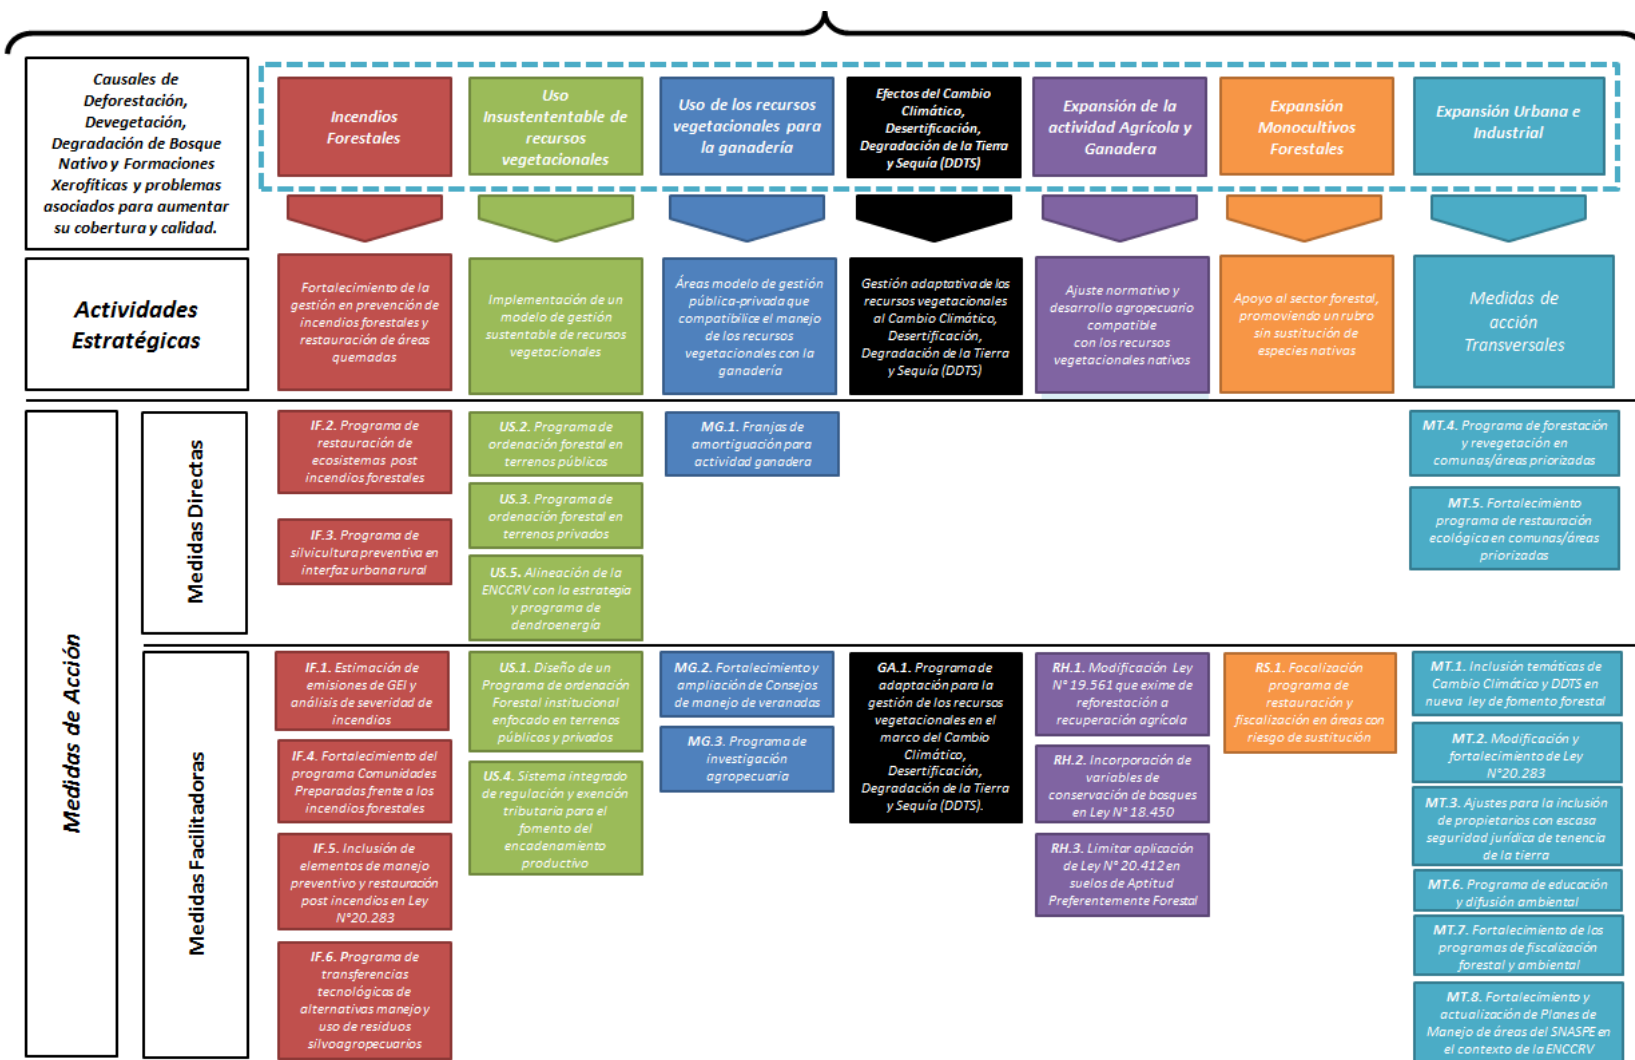 Causales de
Deforestación,
Devegetación,
Degradación de Bosque
Nativo y Formaciones
Xerofíticas y problemas
asociados para aumentar
su cobertura y calidad.
Incendios
Forestales
Uso
Insustentable de
recursos
vegetacionales
Uso de los recursos
vegetacionales para
la ganadería
Efectos del Cambio
Climático,
Desertificación,
Degradación de la Tierra
y Sequía (DDTS)
Expansión de la
actividad Agrícola y
Ganadera
Expansión
Monocultivos
Forestales
Expansión Urbana e
Industrial
Actividades
Estratégicas
Fortalecimiento de la
gestión en prevención de
incendios forestales y
restauración de áreas
quemadas
Implementación de un
modelo de gestión
sustentable de recursos
vegetacionales
Áreas modelo de gestión
pública-privada que
compatibilice el manejo
de los recursos
vegetacionales con la
ganadería
Gestión adaptativa de los
recursos vegetacionales
al Cambio Climático,
Desertificación,
Degradación de la Tierra
y Sequía (DDTS)
Ajuste normativo y
desarrollo agropecuario
compatible
con los recursos
vegetacionales nativos
Apoyo al sector forestal,
promoviendo un rubro
sin sustitución de
especies nativas
Medidas de
acción
Transversales
Medidas de Acción
Medidas Directas
IF.2. Programa de
restauración de
ecosistemas post
incendios forestales
IF.3. Programa de
silvicultura preventiva en
interfaz urbana rural
US.2. Programa de
ordenación forestal en
terrenos públicos
US.3. Programa de
ordenación forestal en
terrenos privados
US.5. Alineación de la
ENCCRV con la estrategia
y programa de
dendroenergía
MG.1. Franjas de
amortiguación para
actividad ganadera
MT.4. Programa de forestación
y revegetación en
comunas/áreas priorizadas
MT.5. Fortalecimiento
programa de restauración
ecológica en comunas/áreas
priorizadas
Medidas Facilitadoras
IF.1. Estimación de
emisiones de GEI y
análisis de severidad de
incendios
IF.4. Fortalecimiento del
programa Comunidades
Preparadas frente a los
incendios forestales
IF.5. Inclusión de
elementos de manejo
preventivo y restauración
post incendios en Ley
N°20.283
IF.6. Programa de
transferencias
tecnológicas de
alternativas manejo y
uso de residuos
silvoagropecuarios
US.1. Diseño de un
Programa de ordenación
Forestal institucional
enfocado en terrenos
públicos y privados
US.4. Sistema integrado
de regulación y exención
tributaria para el
fomento del
encadenamiento
productivo
MG.2. Fortalecimiento y
ampliación de Consejos
de manejo de veranadas
MG.3. Programa de
investigación
agropecuaria
GA.1. Programa de
adaptación para la
gestión de los recursos
vegetacionales en el
marco del Cambio
Climático,
Desertificación,
Degradación de la Tierra
y Sequía (DDTS).
RH.1. Modificación Ley
N° 19.561 que exime de
reforestación a
recuperación agrícola
RH.2. Incorporación de
variables de
conservación de bosques
en Ley N° 18.450
RH.3. Limitar aplicación
de Ley N° 20.412 en
suelos de Aptitud
Preferentemente Forestal
RS.1. Focalización
programa de
restauración y
fiscalización en áreas con
riesgo de sustitución
MT.1. Inclusión temáticas de
Cambio Climático y DDTS en
nueva ley de fomento forestal
MT.2. Modificación y
fortalecimiento de Ley
N°20.283
MT.3. Ajustes para la inclusión
de propietarios con escasa
seguridad jurídica de tenencia
de la tierra
MT.6. Programa de educación
y difusión ambiental
MT.7. Fortalecimiento de los
programas de fiscalización
forestal y ambiental
MT.8. Fortalecimiento y
actualización de Planes de
Manejo de áreas del SNASPE en
el contexto de la ENCCRV